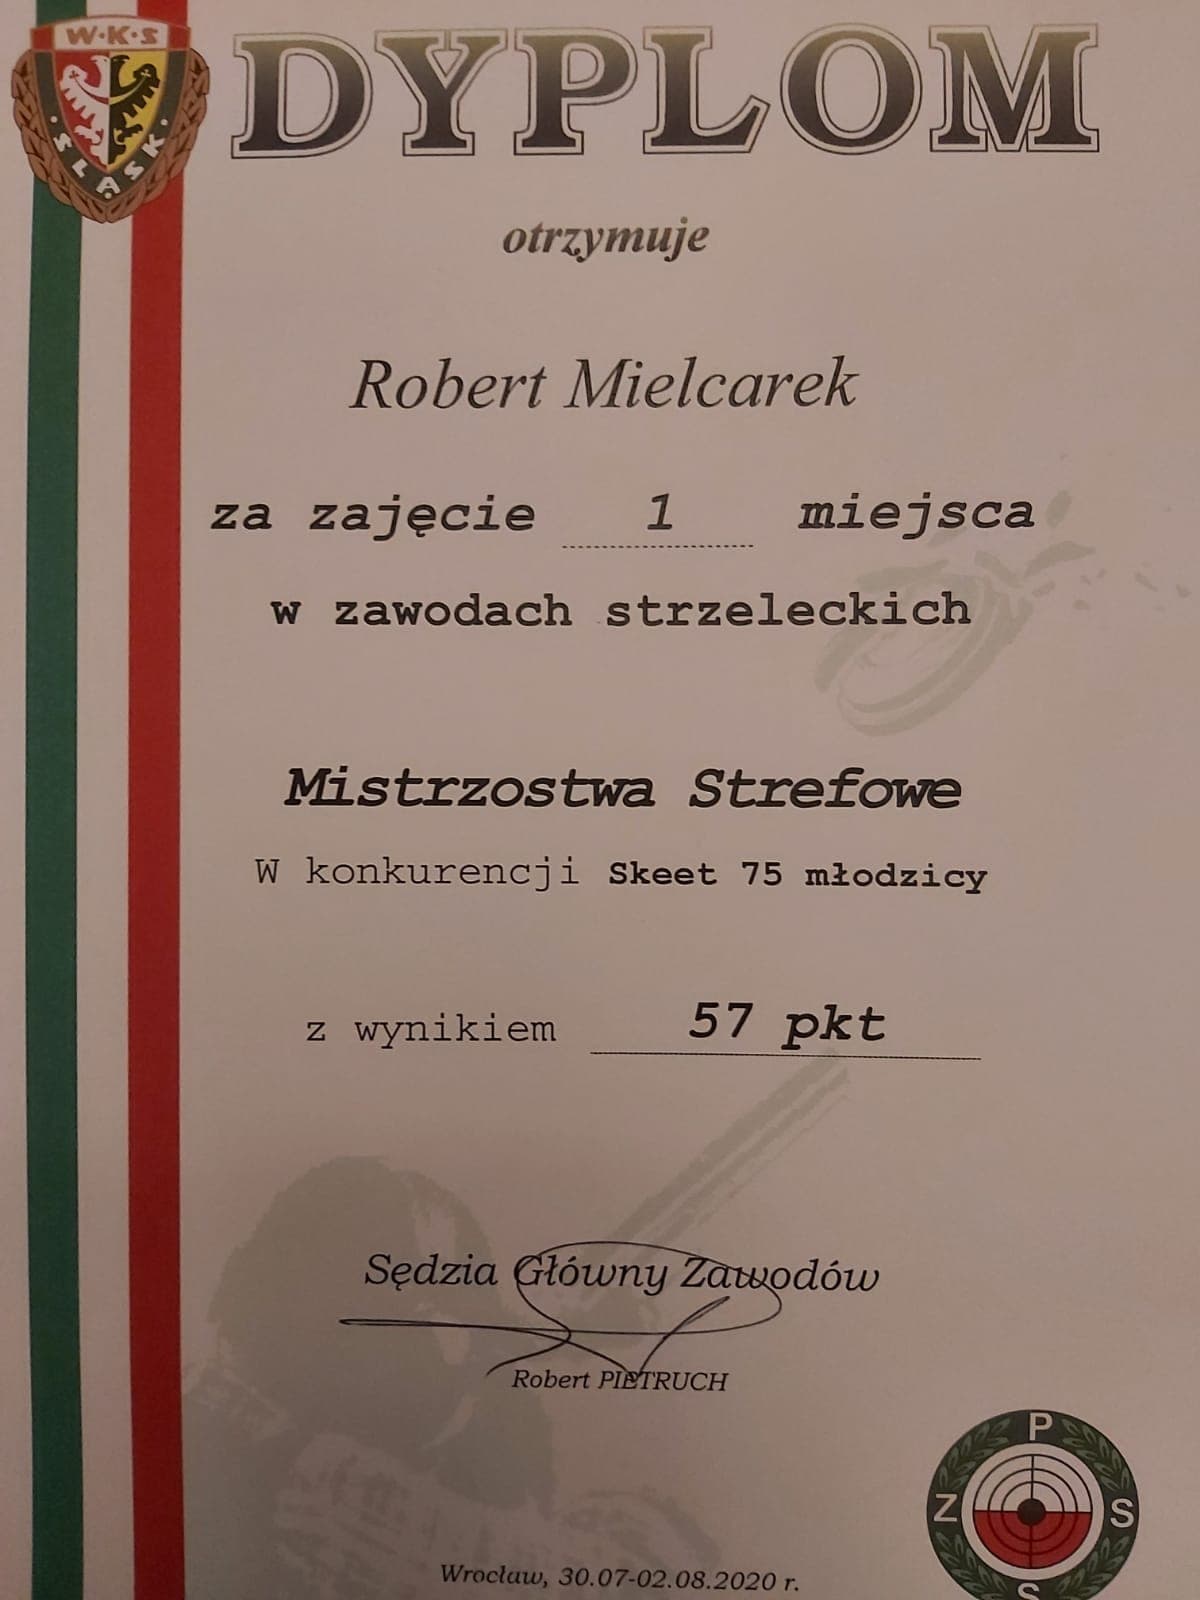 W·K·S
ŚLĄSK
DYPLOM
otrzymuje
Robert Mielcarek
za zajęcie 1 miejsca
w zawodach strzeleckich
Mistrzostwa Strefowe
W konkurencji Skeet 75 młodzicy
z wynikiem 57 pkt
Sędzia Główny Zawodów
Robert PIETRUCH
P
Z S
S
Wrocław, 30.07-02.08.2020 r.